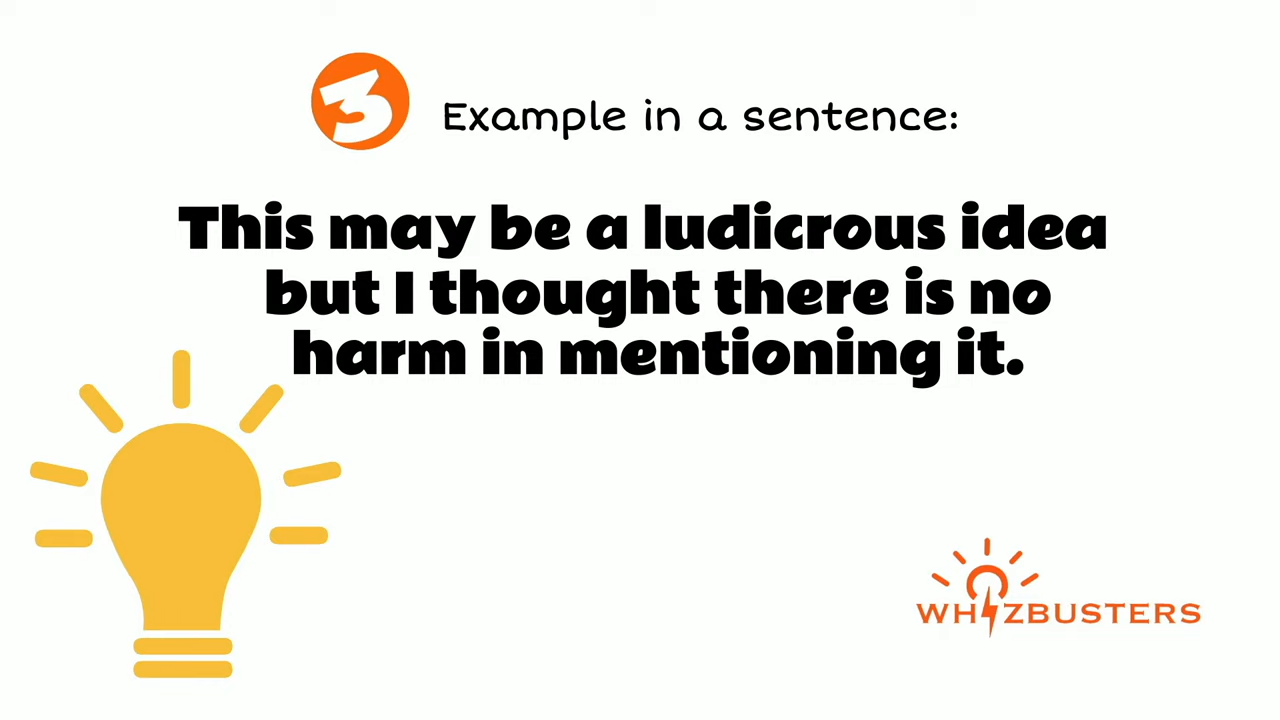 3 Example in a sentence:
This may be a ludicrous idea
but I thought there is no
harm in mentioning it.
WHIZBUSTERS